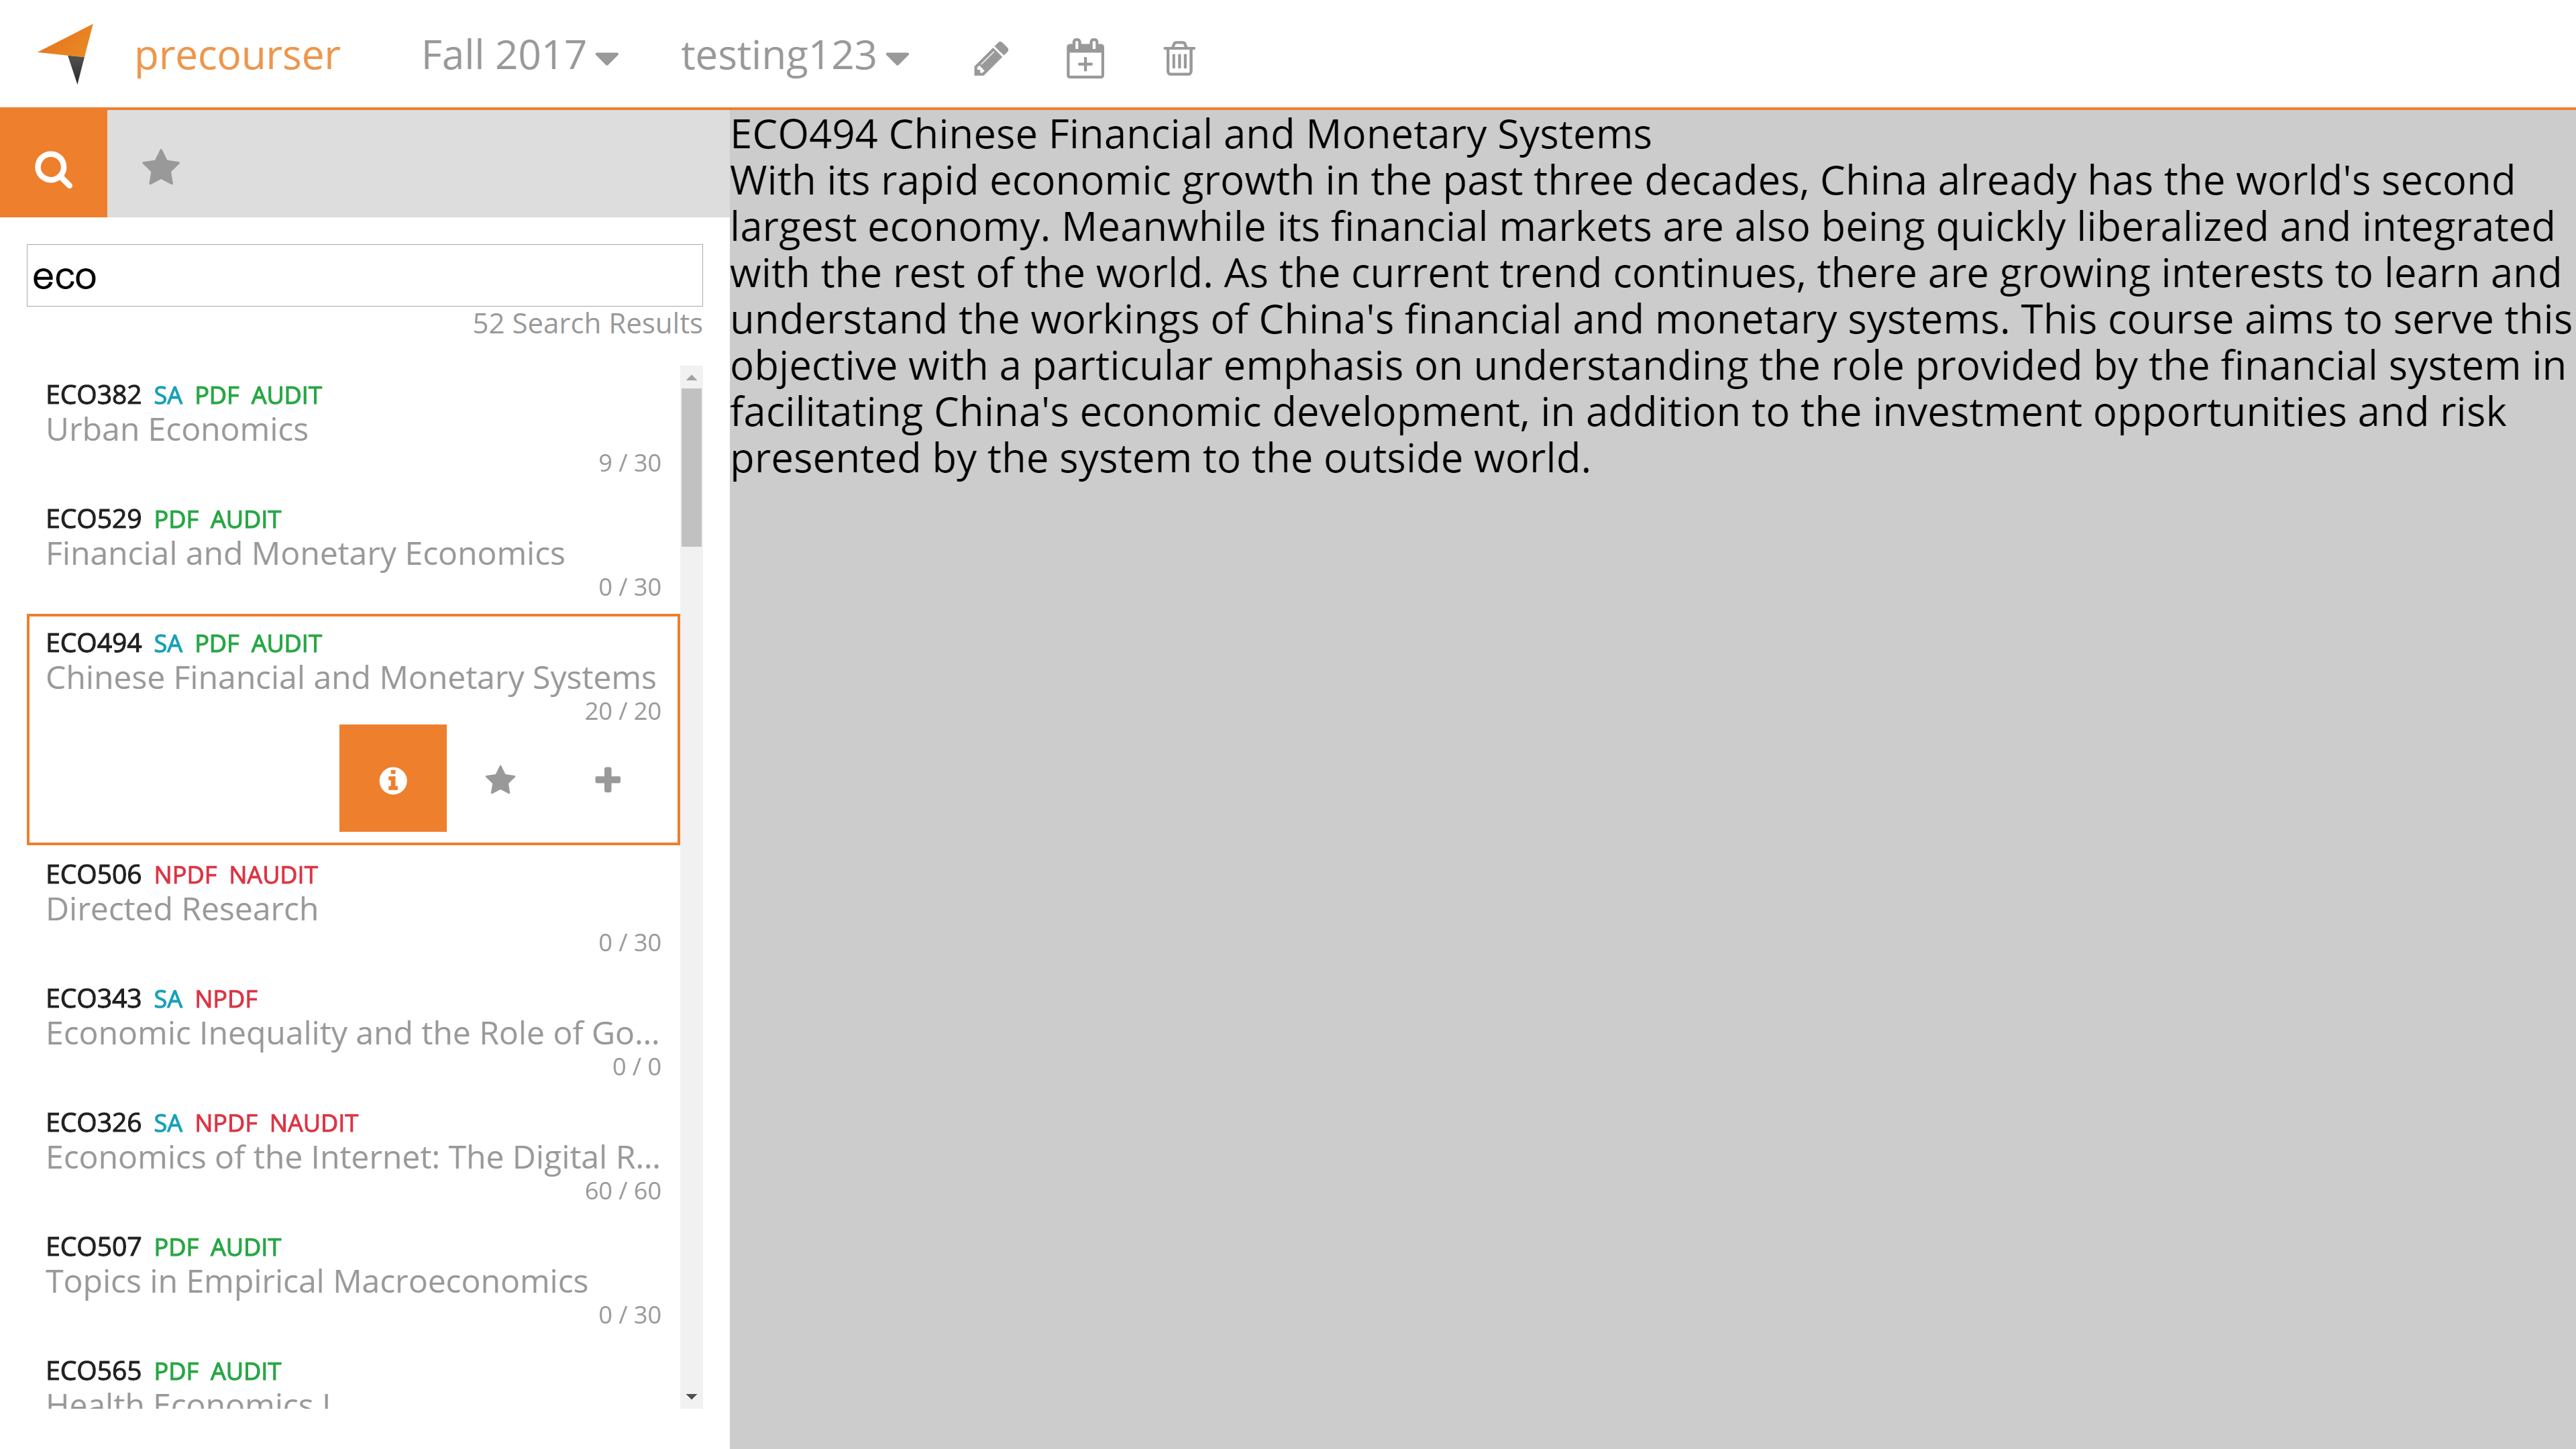 precourser
Fall 2017
testing123
eco
52 Search Results
ECO382 SA PDF AUDIT
Urban Economics
9 / 30
ECO529 PDF AUDIT
Financial and Monetary Economics
0 / 30
ECO494 SA PDF AUDIT
Chinese Financial and Monetary Systems
20 / 20
ECO506 NPDF NAUDIT
Directed Research
0 / 30
ECO343 SA NPDF
Economic Inequality and the Role of Go...
0 / 0
ECO326 SA NPDF NAUDIT
Economics of the Internet: The Digital R...
60 / 60
ECO507 PDF AUDIT
Topics in Empirical Macroeconomics
0 / 30
ECO565 PDF AUDIT
Health Economics I
ECO494 Chinese Financial and Monetary Systems
With its rapid economic growth in the past three decades, China already has the world's second
largest economy. Meanwhile its financial markets are also being quickly liberalized and integrated
with the rest of the world. As the current trend continues, there are growing interests to learn and
understand the workings of China's financial and monetary systems. This course aims to serve this
objective with a particular emphasis on understanding the role provided by the financial system in
facilitating China's economic development, in addition to the investment opportunities and risk
presented by the system to the outside world.